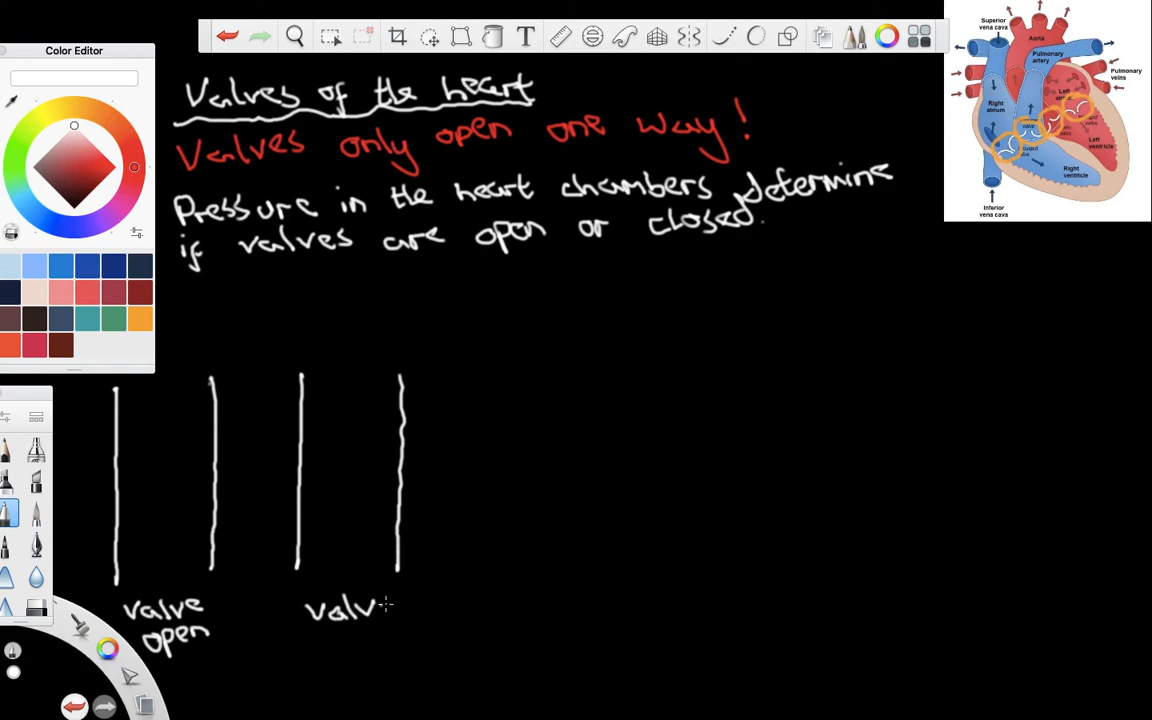 Color Editor
Valves of the heart
Valves only open one way!
Pressure in the heart chambers determine
if valves are open or closed.
valve
open
valv
Superior
vena cava
Aorta
Pulmonary
artery
Pulmonary
veins
Right
atrium
Left
valve
Left
ventricle
Right
ventricle
Inferior
vena cava